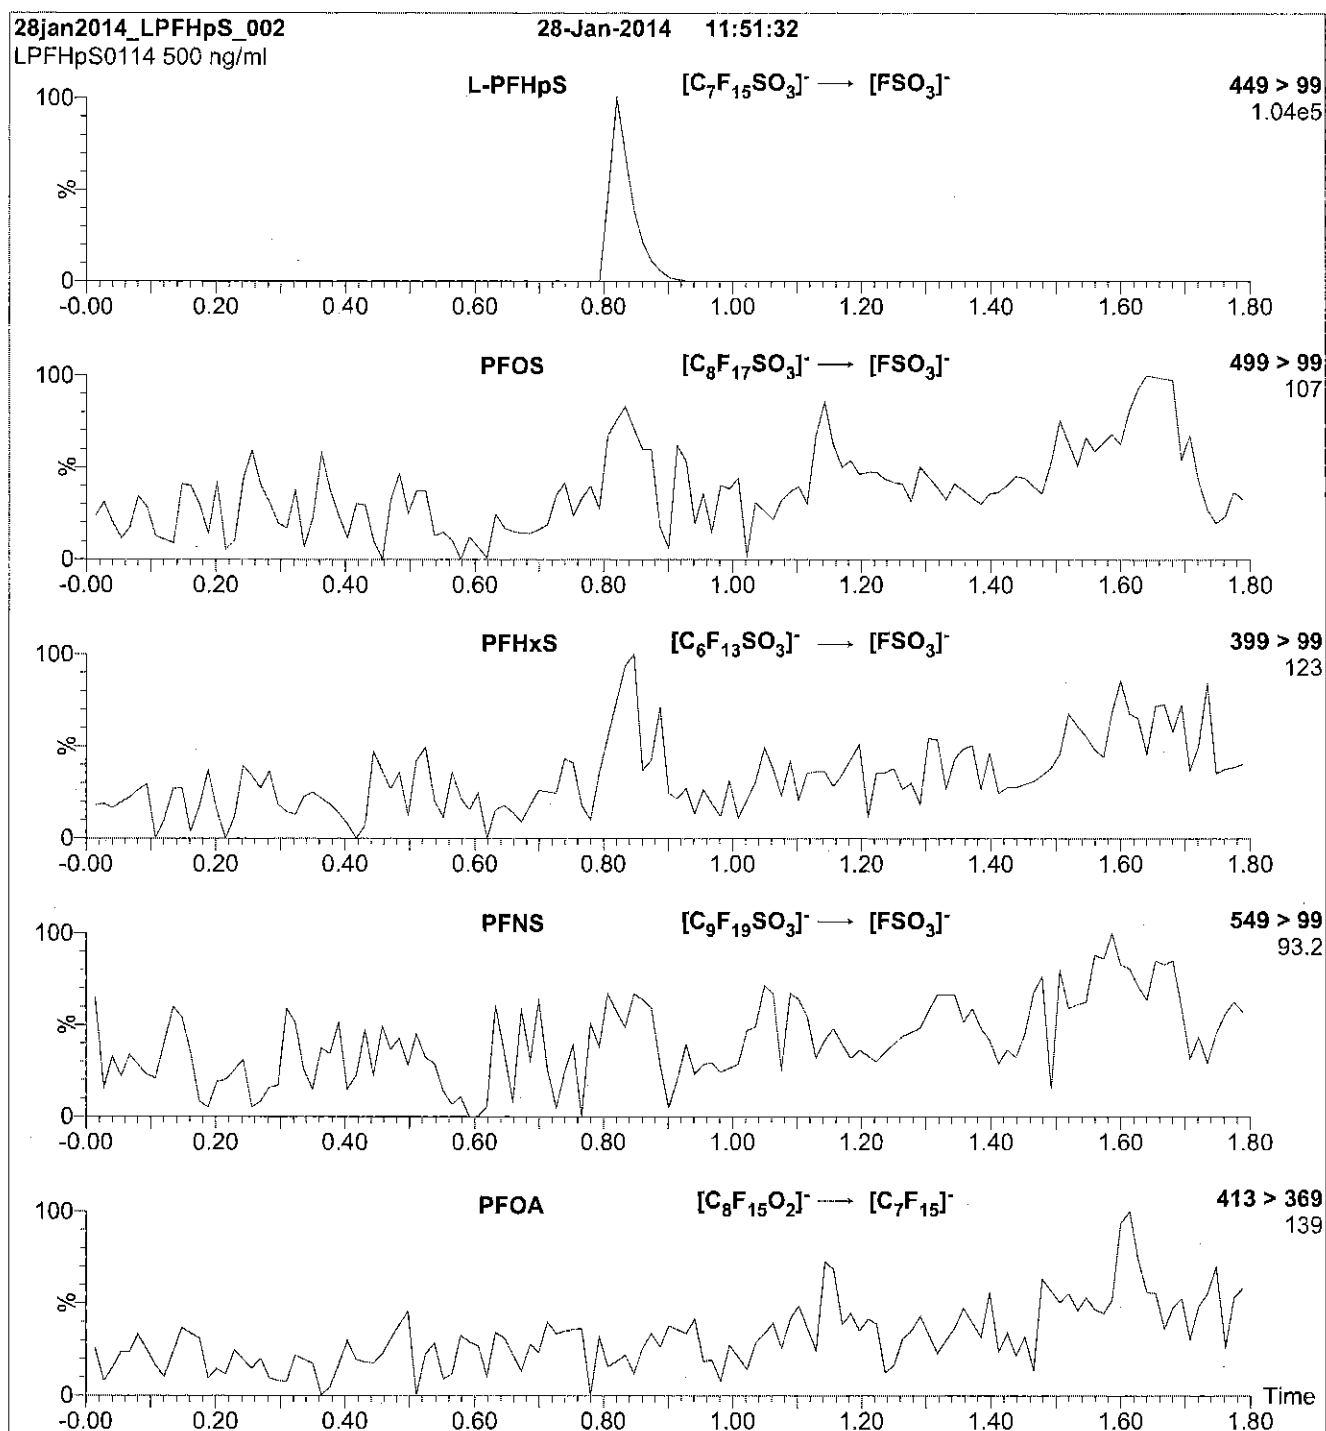 28jan2014_LPFHpS_002 28-Jan-2014 11:51:32
LPFHpS0114 500 ng/ml
L-PFHpS [C₇F₁₅SO₃]⁻ → [FSO₃]⁻ 449 > 99
1.04e5
100
%
0
-0.00 0.20 0.40 0.60 0.80 1.00 1.20 1.40 1.60 1.80
PFOS [C₈F₁₇SO₃]⁻ → [FSO₃]⁻ 499 > 99
107
100
%
0
-0.00 0.20 0.40 0.60 0.80 1.00 1.20 1.40 1.60 1.80
PFHxS [C₆F₁₃SO₃]⁻ → [FSO₃]⁻ 399 > 99
123
100
%
0
-0.00 0.20 0.40 0.60 0.80 1.00 1.20 1.40 1.60 1.80
PFNS [C₉F₁₉SO₃]⁻ → [FSO₃]⁻ 549 > 99
93.2
100
%
0
-0.00 0.20 0.40 0.60 0.80 1.00 1.20 1.40 1.60 1.80
PFOA [C₈F₁₅O₂]⁻ → [C₇F₁₅]⁻ 413 > 369
139
100
%
0 Time
-0.00 0.20 0.40 0.60 0.80 1.00 1.20 1.40 1.60 1.80